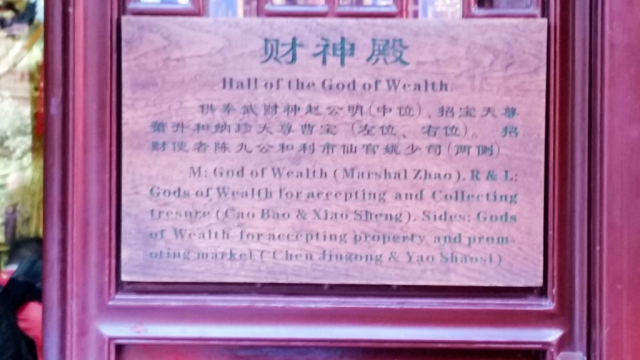 财神殿
Hall of the God of Wealth
供奉武财神赵公明(中位),招宝天尊
萧升和纳珍天尊曹宝(左位、右位)。 招
财使者陈九公和利市仙官姚少司(两侧)
M: God of Wealth (Marshal Zhao). R & L:
Gods of Wealth for accepting and Collecting
tresure (Cao Bao & Xiao Sheng). Sides: Gods
of Wealth for accepting property and prom-
oting market ( Chen Jiugong & Yao Shaosi)